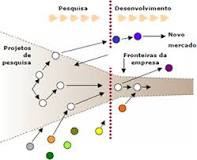 Pesquisa
Desenvolvimento
Projetos de
pesquisa
Novo
mercado
Fronteiras da
empresa